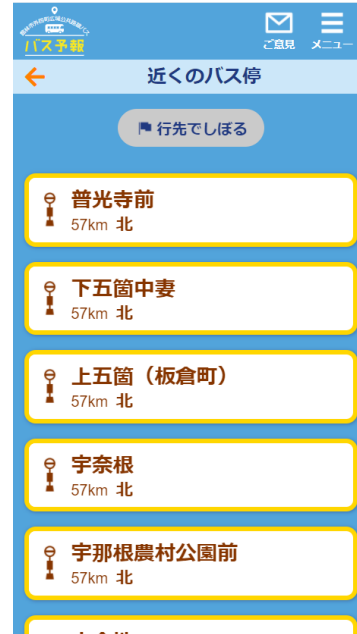 バス予報
ご意見
メニュー
近くのバス停
行先でしぼる
普光寺前
57km 北
下五箇中妻
57km 北
上五箇（板倉町）
57km 北
宇奈根
57km 北
宇那根農村公園前
57km 北